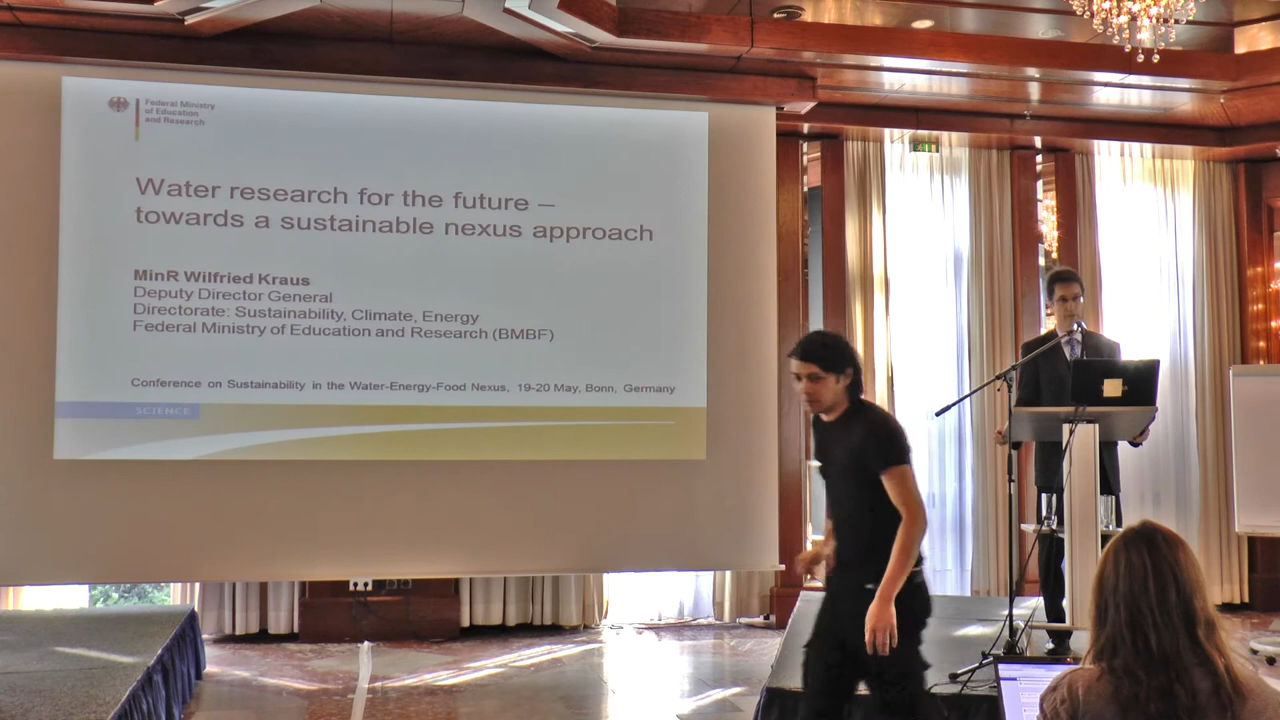 Federal Ministry
of Education
and Research
Water research for the future –
towards a sustainable nexus approach
MinR Wilfried Kraus
Deputy Director General
Directorate: Sustainability, Climate, Energy
Federal Ministry of Education and Research (BMBF)
Conference on Sustainability in the Water-Energy-Food Nexus, 19-20 May, Bonn, Germany
SCIENCE